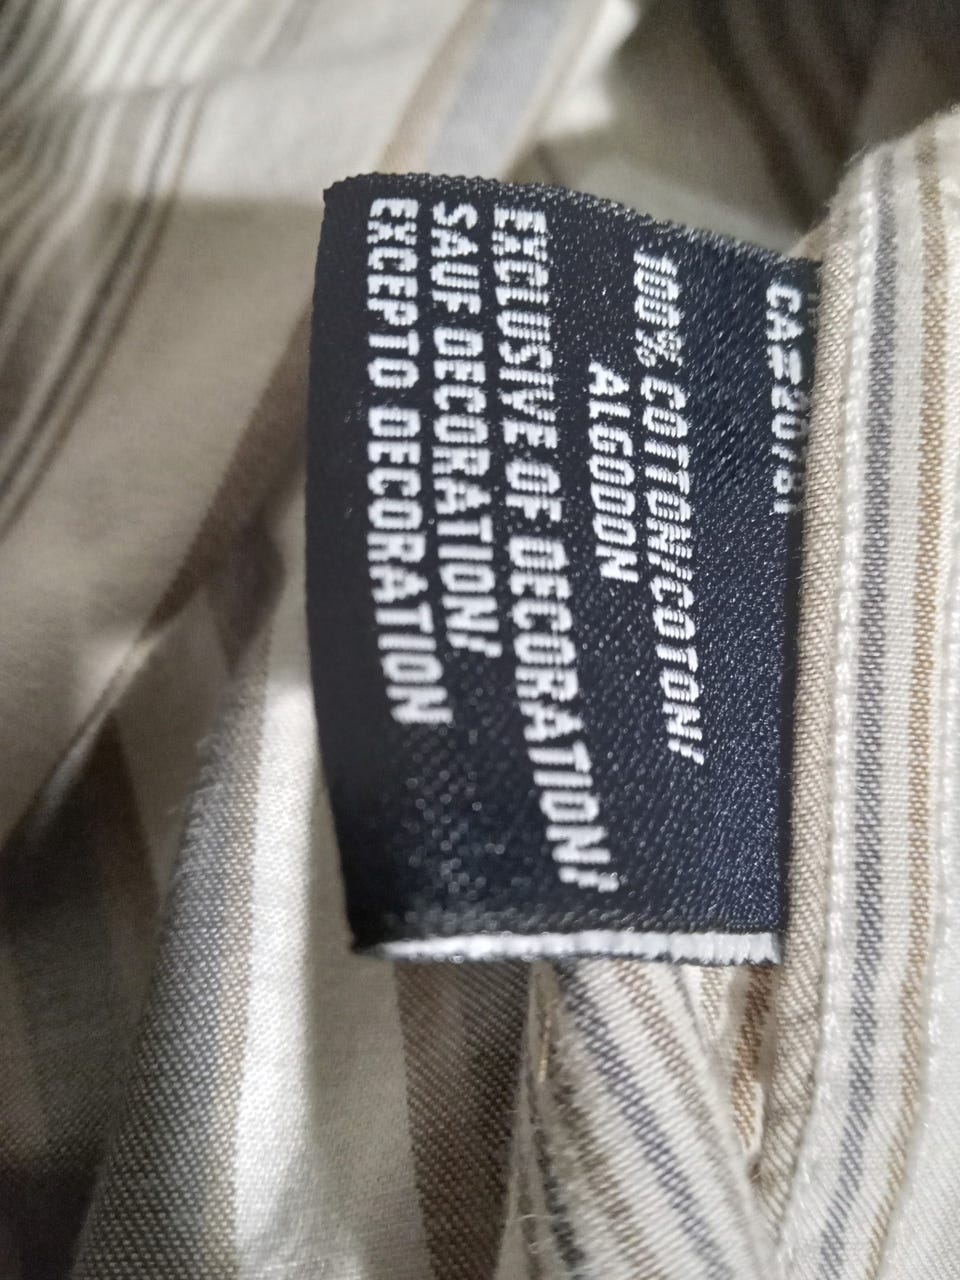 100% COTTON/COTON/
ALGODON
EXCLUSIVE OF DECORATION/
SAUF DECORATION/
EXCEPTO DECORATION